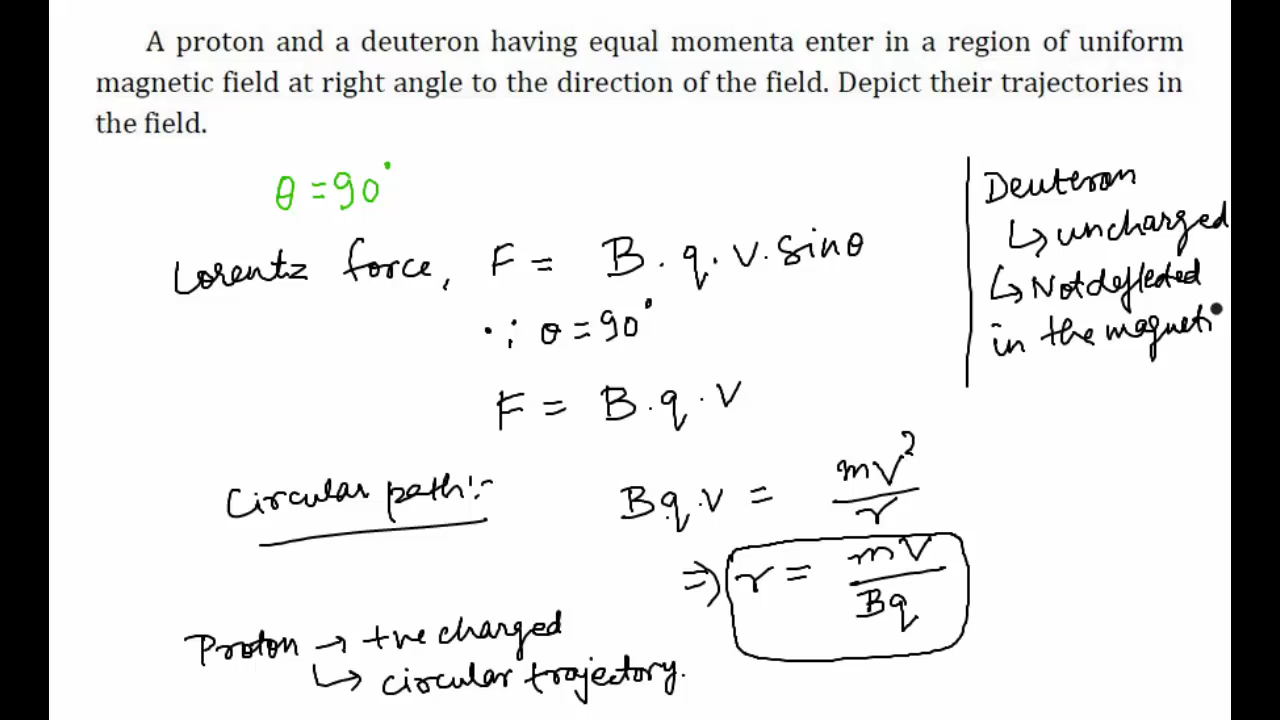 A proton and a deuteron having equal momenta enter in a region of uniform
magnetic field at right angle to the direction of the field. Depict their trajectories in
the field.
θ = 90°
Lorentz force, F = B.q.v.sinθ
∵ θ = 90°
F = B.q.v
Circular path:-
Bq.v = mv²/r
⇒ r = mv/Bq
Proton → +ve charged
↳ circular trajectory.
Deuteron
↳ uncharged
↳ Not deflected
in the magneti